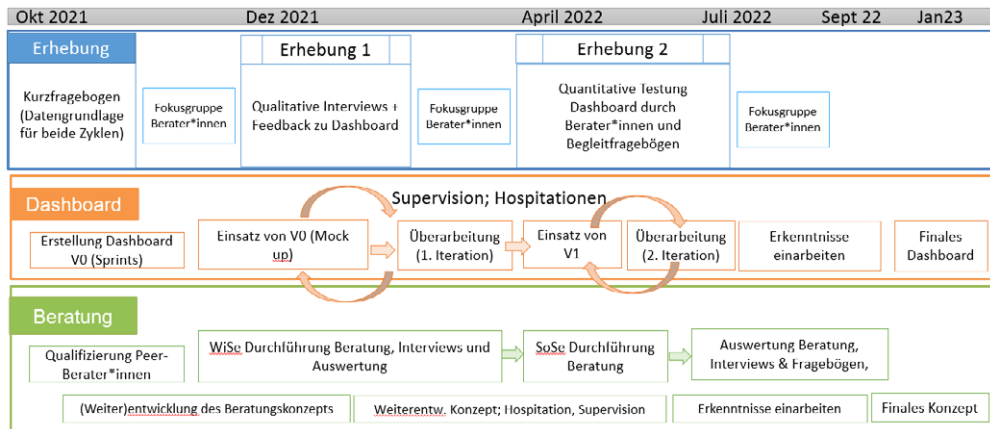 Okt 2021 Dez 2021 April 2022 Juli 2022 Sept 22 Jan23
Erhebung
Erhebung 1
Erhebung 2
Kurzfragebogen
(Datengrundlage
für beide Zyklen)
Fokusgruppe
Berater*innen
Qualitative Interviews +
Feedback zu Dashboard
Fokusgruppe
Berater*innen
Quantitative Testung
Dashboard durch
Berater*innen und
Begleitfragebögen
Fokusgruppe
Berater*innen
Dashboard
Supervision; Hospitationen
Erstellung Dashboard
V0 (Sprints)
Einsatz von V0 (Mock
up)
Überarbeitung
(1. Iteration)
Einsatz von
V1
Überarbeitung
(2. Iteration)
Erkenntnisse
einarbeiten
Finales
Dashboard
Beratung
Qualifizierung Peer-
Berater*innen
WiSe Durchführung Beratung, Interviews und
Auswertung
SoSe Durchführung
Beratung
Auswertung Beratung,
Interviews & Fragebögen,
(Weiter)entwicklung des Beratungskonzepts
Weiterentw. Konzept; Hospitation, Supervision
Erkenntnisse einarbeiten
Finales Konzept